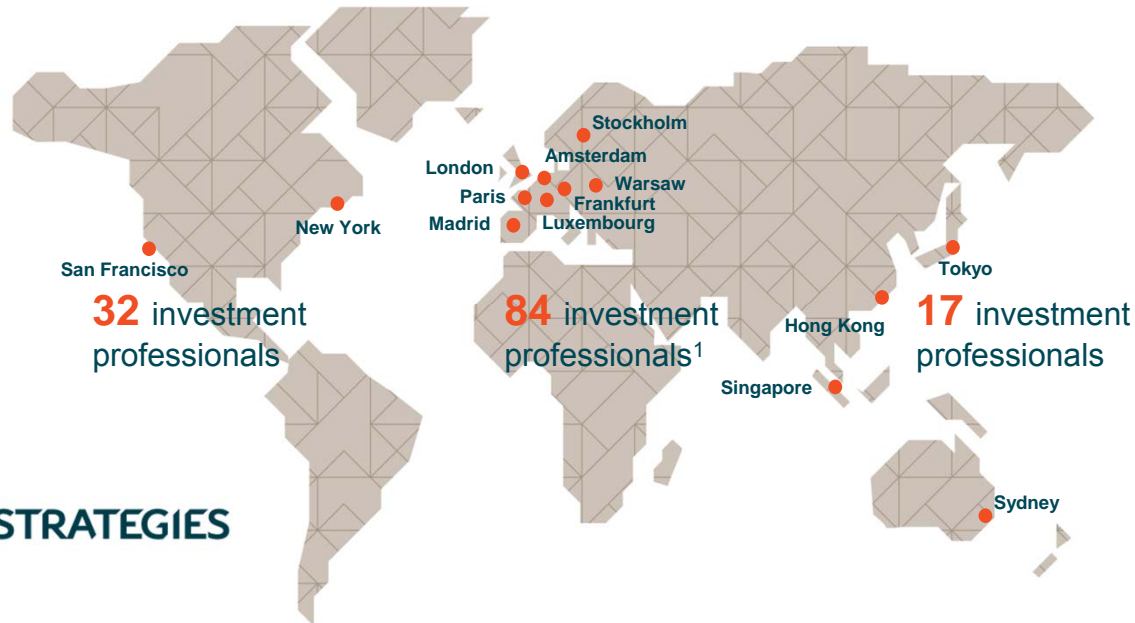 Stockholm
Amsterdam
London
Warsaw
Paris
Frankfurt
Madrid
Luxembourg
New York
San Francisco
Tokyo
32 investment
professionals
84 investment
professionals¹
Hong Kong
17 investment
professionals
Singapore
Sydney
STRATEGIES